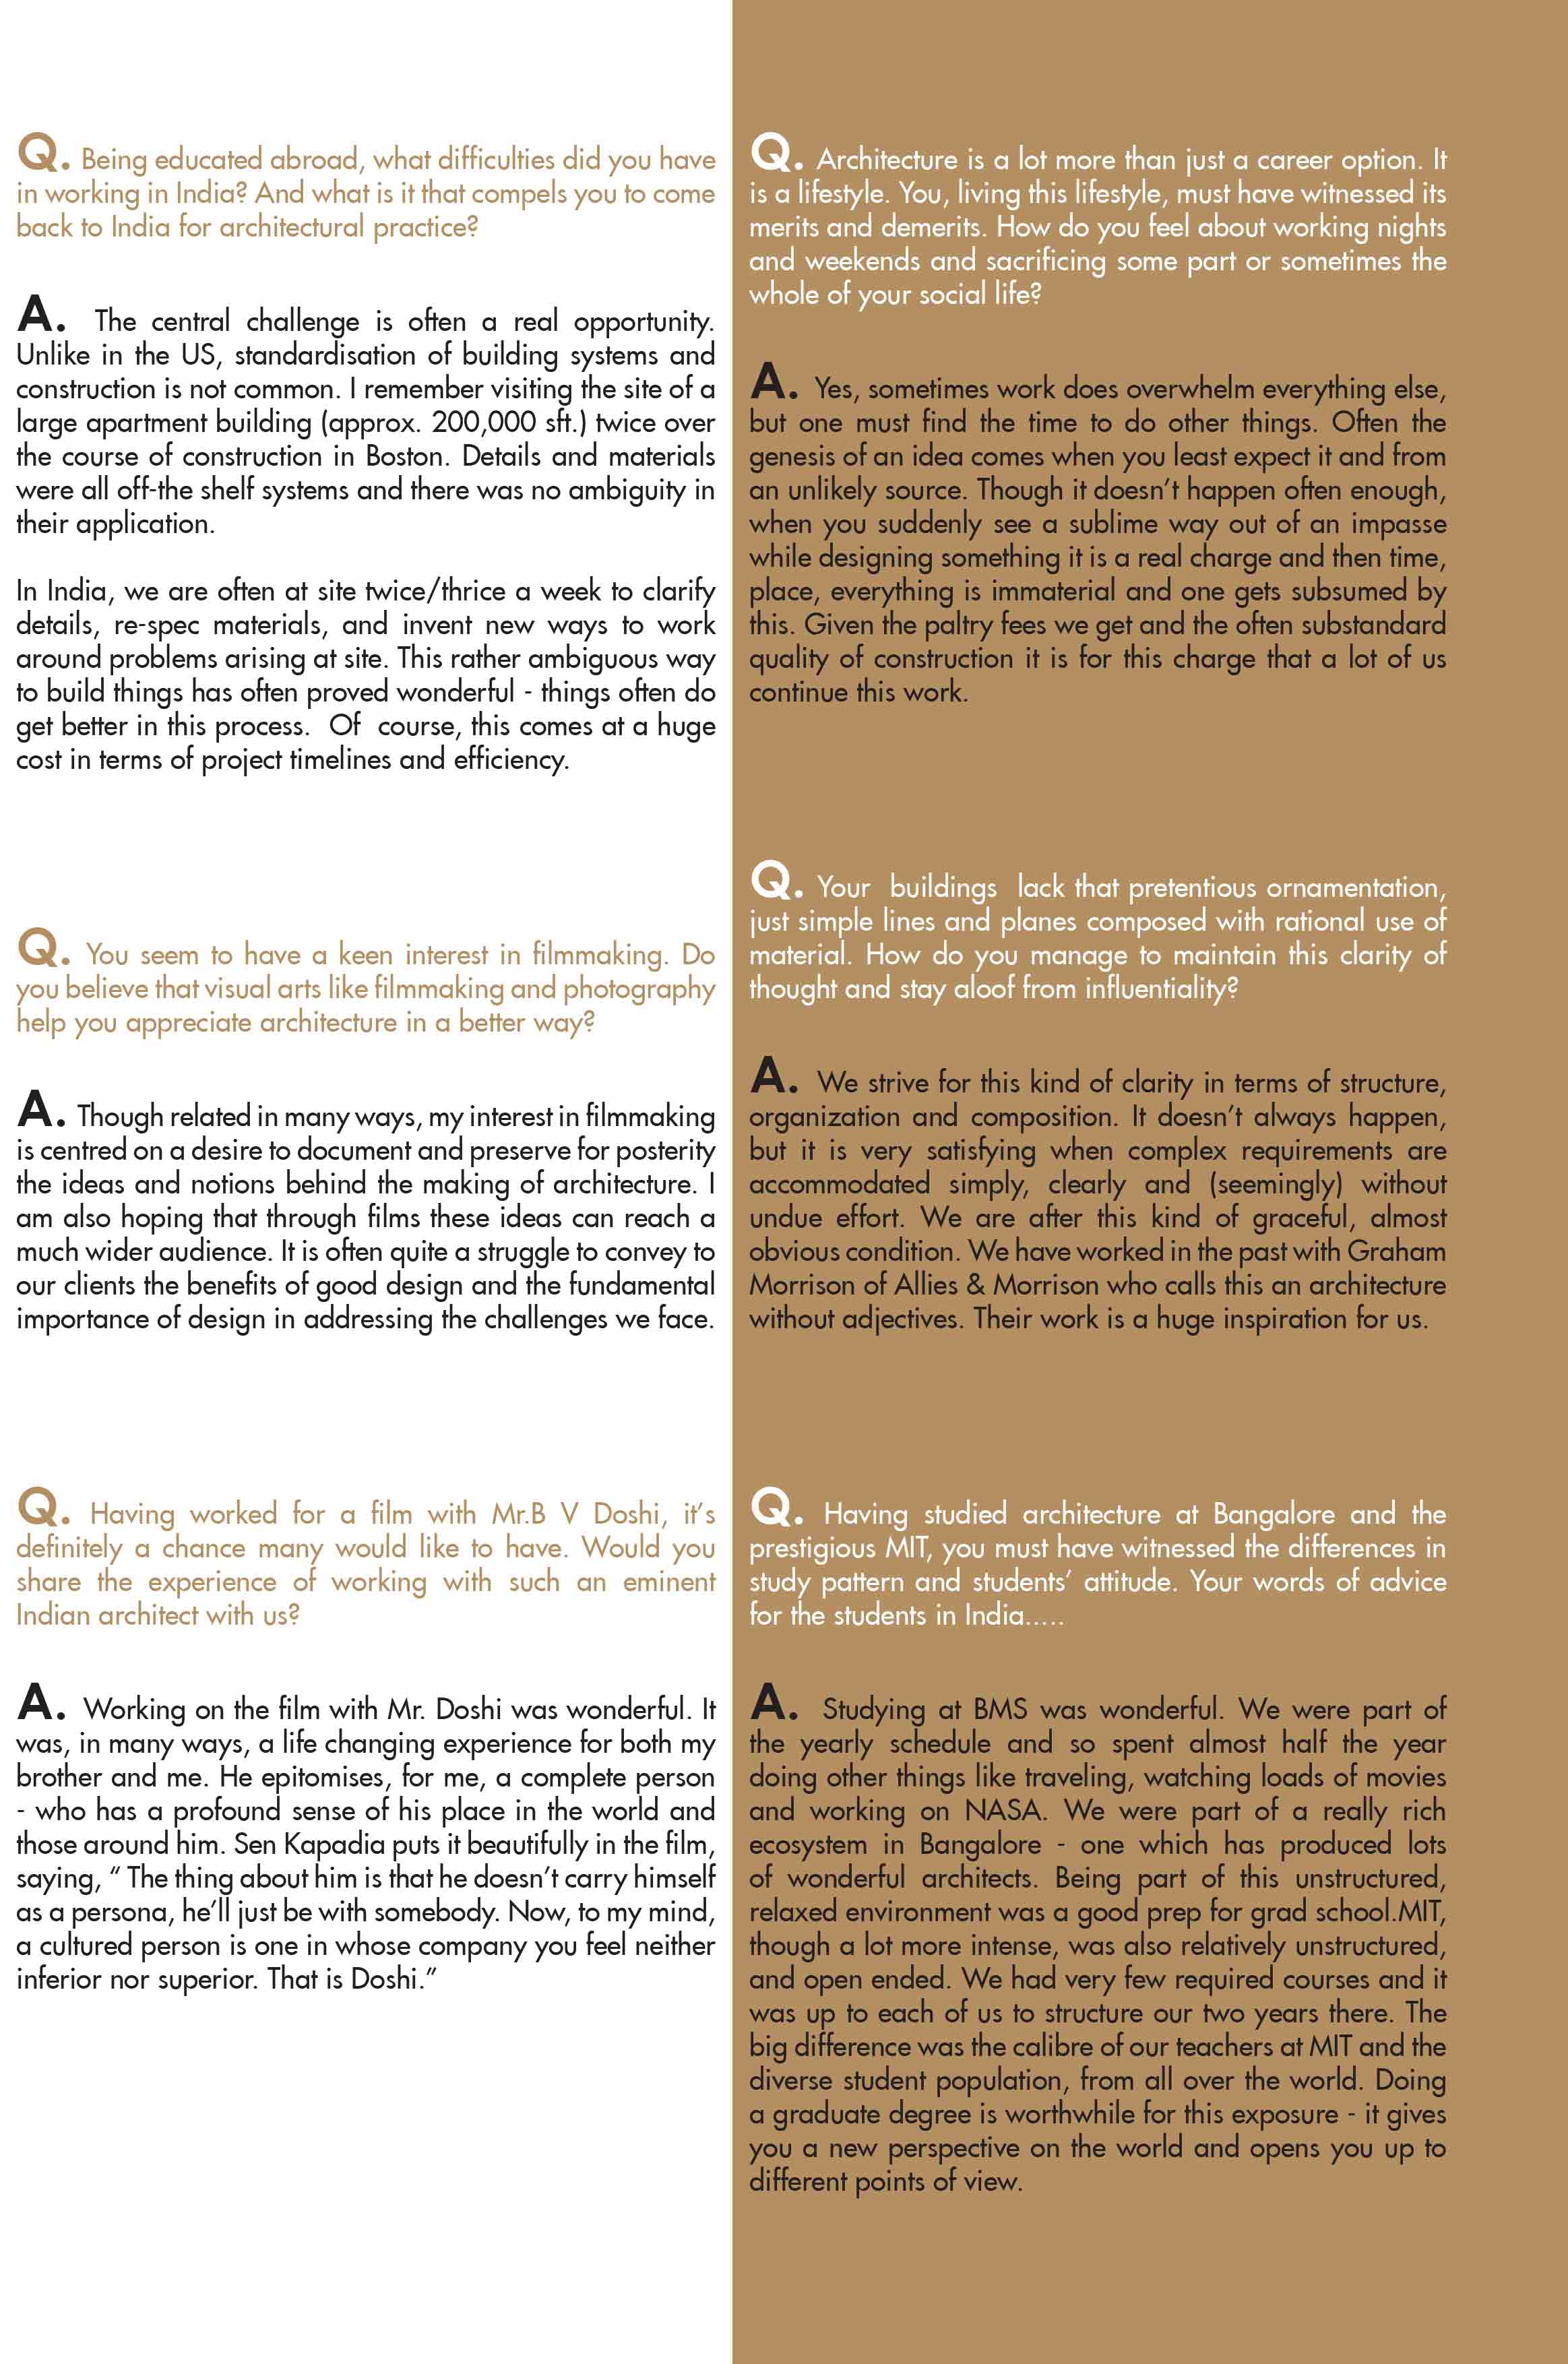 Q. Being educated abroad, what difficulties did you have
in working in India? And what is it that compels you to come
back to India for architectural practice?
A. The central challenge is often a real opportunity.
Unlike in the US, standardisation of building systems and
construction is not common. I remember visiting the site of a
large apartment building (approx. 200,000 sft.) twice over
the course of construction in Boston. Details and materials
were all off-the shelf systems and there was no ambiguity in
their application.
In India, we are often at site twice/thrice a week to clarify
details, re-spec materials, and invent new ways to work
around problems arising at site. This rather ambiguous way
to build things has often proved wonderful - things often do
get better in this process. Of course, this comes at a huge
cost in terms of project timelines and efficiency.
Q. You seem to have a keen interest in filmmaking. Do
you believe that visual arts like filmmaking and photography
help you appreciate architecture in a better way?
A. Though related in many ways, my interest in filmmaking
is centred on a desire to document and preserve for posterity
the ideas and notions behind the making of architecture. I
am also hoping that through films these ideas can reach a
much wider audience. It is often quite a struggle to convey to
our clients the benefits of good design and the fundamental
importance of design in addressing the challenges we face.
Q. Having worked for a film with Mr.B V Doshi, it's
definitely a chance many would like to have. Would you
share the experience of working with such an eminent
Indian architect with us?
A. Working on the film with Mr. Doshi was wonderful. It
was, in many ways, a life changing experience for both my
brother and me. He epitomises, for me, a complete person
- who has a profound sense of his place in the world and
those around him. Sen Kapadia puts it beautifully in the film,
saying, " The thing about him is that he doesn't carry himself
as a persona, he'll just be with somebody. Now, to my mind,
a cultured person is one in whose company you feel neither
inferior nor superior. That is Doshi."
Q. Architecture is a lot more than just a career option. It
is a lifestyle. You, living this lifestyle, must have witnessed its
merits and demerits. How do you feel about working nights
and weekends and sacrificing some part or sometimes the
whole of your social life?
A. Yes, sometimes work does overwhelm everything else,
but one must find the time to do other things. Often the
genesis of an idea comes when you least expect it and from
an unlikely source. Though it doesn't happen often enough,
when you suddenly see a sublime way out of an impasse
while designing something it is a real charge and then time,
place, everything is immaterial and one gets subsumed by
this. Given the paltry fees we get and the often substandard
quality of construction it is for this charge that a lot of us
continue this work.
Q. Your buildings lack that pretentious ornamentation,
just simple lines and planes composed with rational use of
material. How do you manage to maintain this clarity of
thought and stay aloof from influentiality?
A. We strive for this kind of clarity in terms of structure,
organization and composition. It doesn't always happen,
but it is very satisfying when complex requirements are
accommodated simply, clearly and (seemingly) without
undue effort. We are after this kind of graceful, almost
obvious condition. We have worked in the past with Graham
Morrison of Allies & Morrison who calls this an architecture
without adjectives. Their work is a huge inspiration for us.
Q. Having studied architecture at Bangalore and the
prestigious MIT, you must have witnessed the differences in
study pattern and students' attitude. Your words of advice
for the students in India.....
A. Studying at BMS was wonderful. We were part of
the yearly schedule and so spent almost half the year
doing other things like traveling, watching loads of movies
and working on NASA. We were part of a really rich
ecosystem in Bangalore - one which has produced lots
of wonderful architects. Being part of this unstructured,
relaxed environment was a good prep for grad school.MIT,
though a lot more intense, was also relatively unstructured,
and open ended. We had very few required courses and it
was up to each of us to structure our two years there. The
big difference was the calibre of our teachers at MIT and the
diverse student population, from all over the world. Doing
a graduate degree is worthwhile for this exposure - it gives
you a new perspective on the world and opens you up to
different points of view.